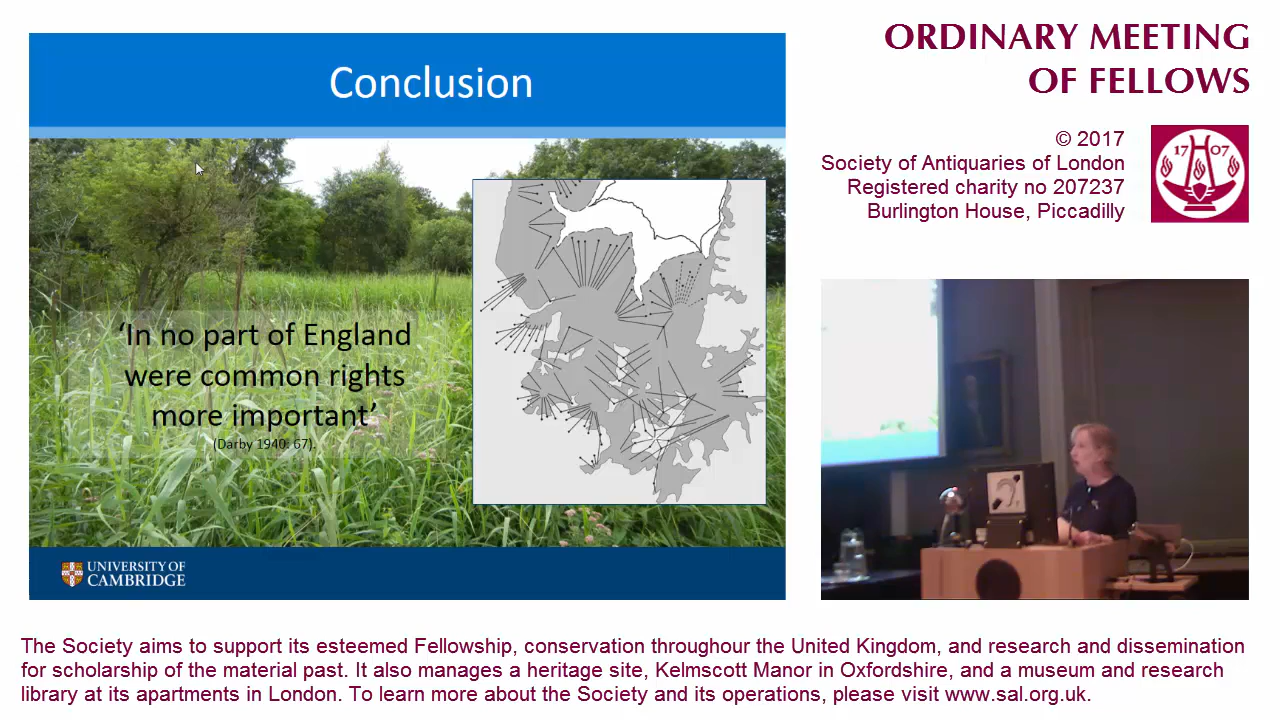 Conclusion
‘In no part of England
were common rights
more important’
(Darby 1940: 67).
UNIVERSITY OF
CAMBRIDGE
ORDINARY MEETING
OF FELLOWS
© 2017
Society of Antiquaries of London
Registered charity no 207237
Burlington House, Piccadilly
17 07
The Society aims to support its esteemed Fellowship, conservation throughour the United Kingdom, and research and dissemination
for scholarship of the material past. It also manages a heritage site, Kelmscott Manor in Oxfordshire, and a museum and research
library at its apartments in London. To learn more about the Society and its operations, please visit www.sal.org.uk.